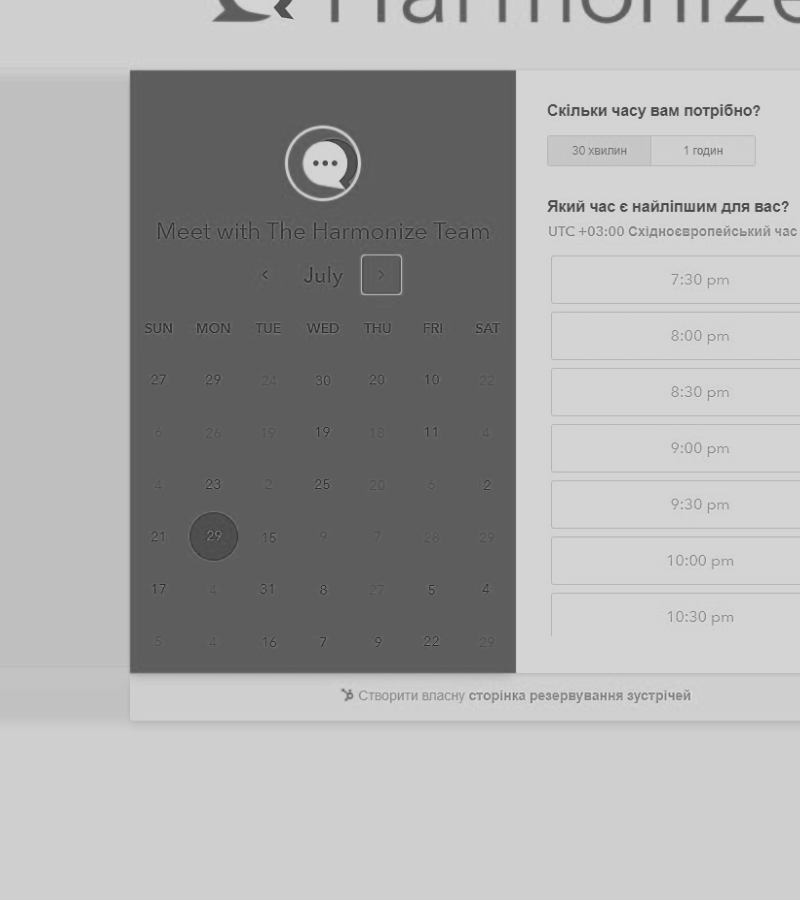 Harmonize
Meet with The Harmonize Team
July
SUN MON TUE WED THU FRI SAT
27 29 24 30 20 10 22
6 26 19 19 18 11 4
4 23 2 25 20 6 2
21 29 15 9 7 28 29
17 4 31 8 27 5 4
5 4 16 7 9 22 29
Скільки часу вам потрібно?
30 хвилин 1 годин
Який час є найліпшим для вас?
UTC +03:00 Східноєвропейський час
7:30 pm
8:00 pm
8:30 pm
9:00 pm
9:30 pm
10:00 pm
10:30 pm
Створити власну сторінка резервування зустрічей